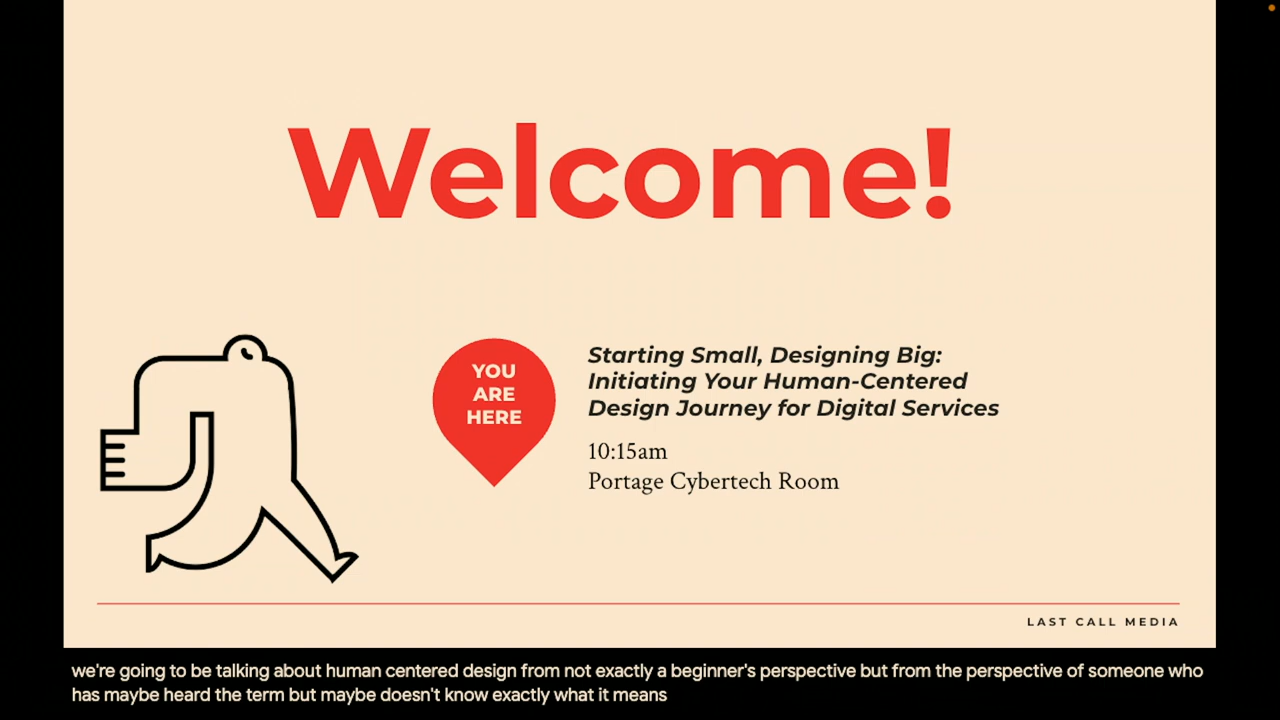 Welcome!
YOU
ARE
HERE
Starting Small, Designing Big:
Initiating Your Human-Centered
Design Journey for Digital Services
10:15am
Portage Cybertech Room
LAST CALL MEDIA
we're going to be talking about human centered design from not exactly a beginner's perspective but from the perspective of someone who
has maybe heard the term but maybe doesn't know exactly what it means